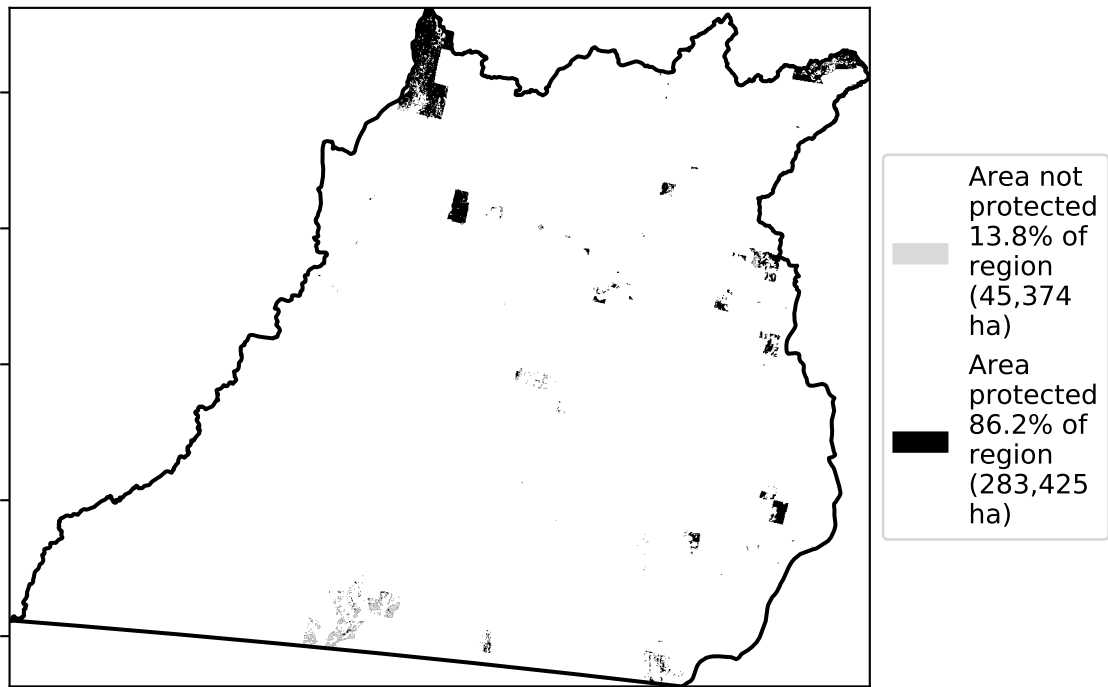 Area not
protected
13.8% of
region
(45,374
ha)
Area
protected
86.2% of
region
(283,425
ha)